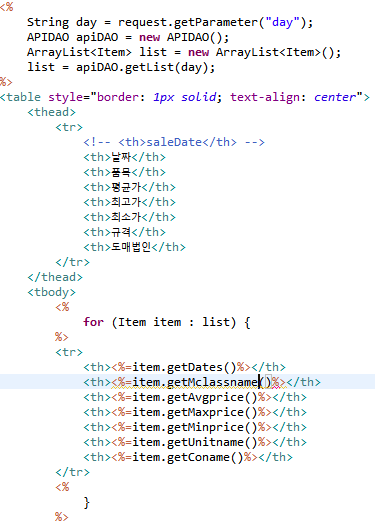 <%
String day = request.getParameter("day");
APIDAO apiDAO = new APIDAO();
ArrayList<Item> list = new ArrayList<Item>();
list = apiDAO.getList(day);
%>
<table style="border: 1px solid; text-align: center">
<thead>
<tr>
<!-- <th>saleDate</th> -->
<th>날짜</th>
<th>품목</th>
<th>평균가</th>
<th>최고가</th>
<th>최소가</th>
<th>규격</th>
<th>도매법인</th>
</tr>
</thead>
<tbody>
<%
for (Item item : list) {
%>
<tr>
<th><%=item.getDates()%></th>
<th><%=item.getMclassname()%></th>
<th><%=item.getAvgprice()%></th>
<th><%=item.getMaxprice()%></th>
<th><%=item.getMinprice()%></th>
<th><%=item.getUnitname()%></th>
<th><%=item.getConame()%></th>
</tr>
<%
}
%>